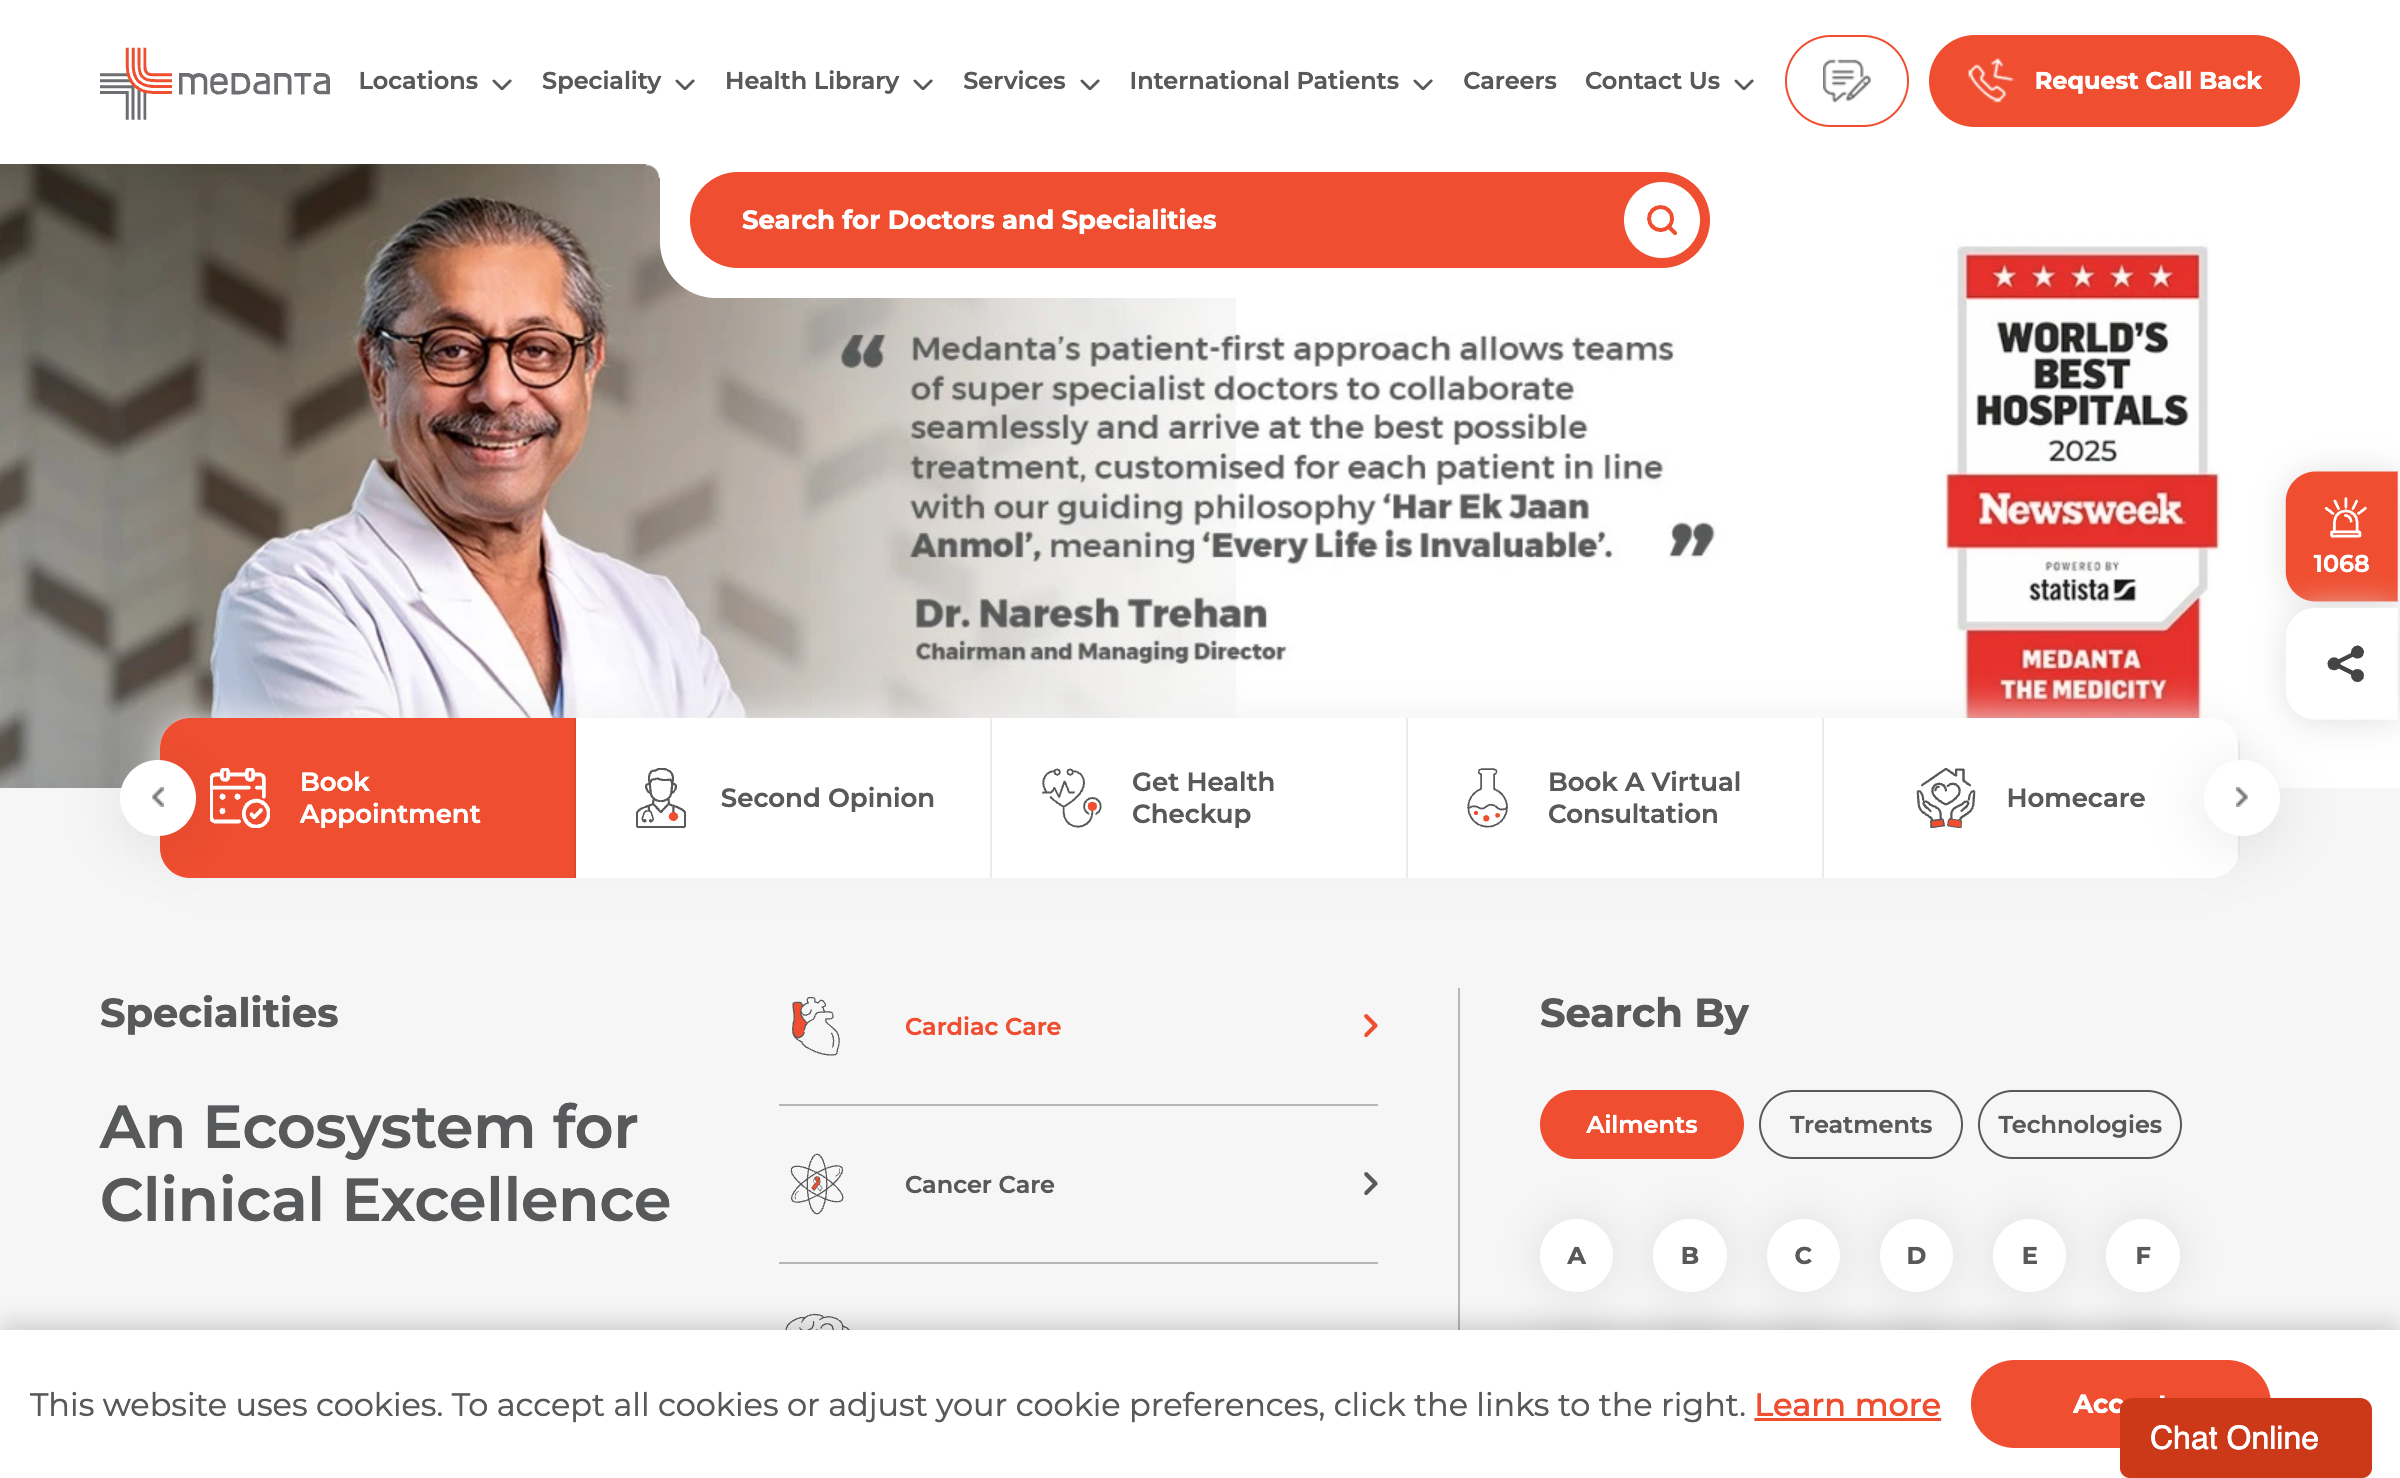 medanta
Locations
Speciality
Health Library
Services
International Patients
Careers
Contact Us
Request Call Back
Search for Doctors and Specialities
“ Medanta’s patient-first approach allows teams
of super specialist doctors to collaborate
seamlessly and arrive at the best possible
treatment, customised for each patient in line
with our guiding philosophy ‘Har Ek Jaan
Anmol’, meaning ‘Every Life is Invaluable’. ”
Dr. Naresh Trehan
Chairman and Managing Director
WORLD’S
BEST
HOSPITALS
2025
Newsweek
POWERED BY
statista
MEDANTA
THE MEDICITY
1068
Book
Appointment
Second Opinion
Get Health
Checkup
Book A Virtual
Consultation
Homecare
Specialities
An Ecosystem for
Clinical Excellence
Cardiac Care
Cancer Care
Search By
Ailments
Treatments
Technologies
A
B
C
D
E
F
This website uses cookies. To accept all cookies or adjust your cookie preferences, click the links to the right. Learn more
Chat Online